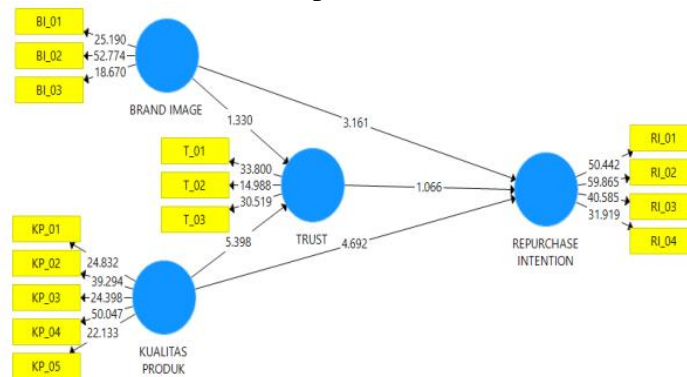 BI_01
25.190
BI_02
52.774
18.670
BI_03
BRAND IMAGE
1.330
3.161
T_01
33.800
T_02
14.988
T_03
30.519
TRUST
1.066
RI_01
50.442
RI_02
59.865
40.585
RI_03
31.919
RI_04
REPURCHASE
INTENTION
KP_01
24.832
KP_02
39.294
KP_03
24.398
50.047
KP_04
22.133
KP_05
5.398
4.692
KUALITAS
PRODUK